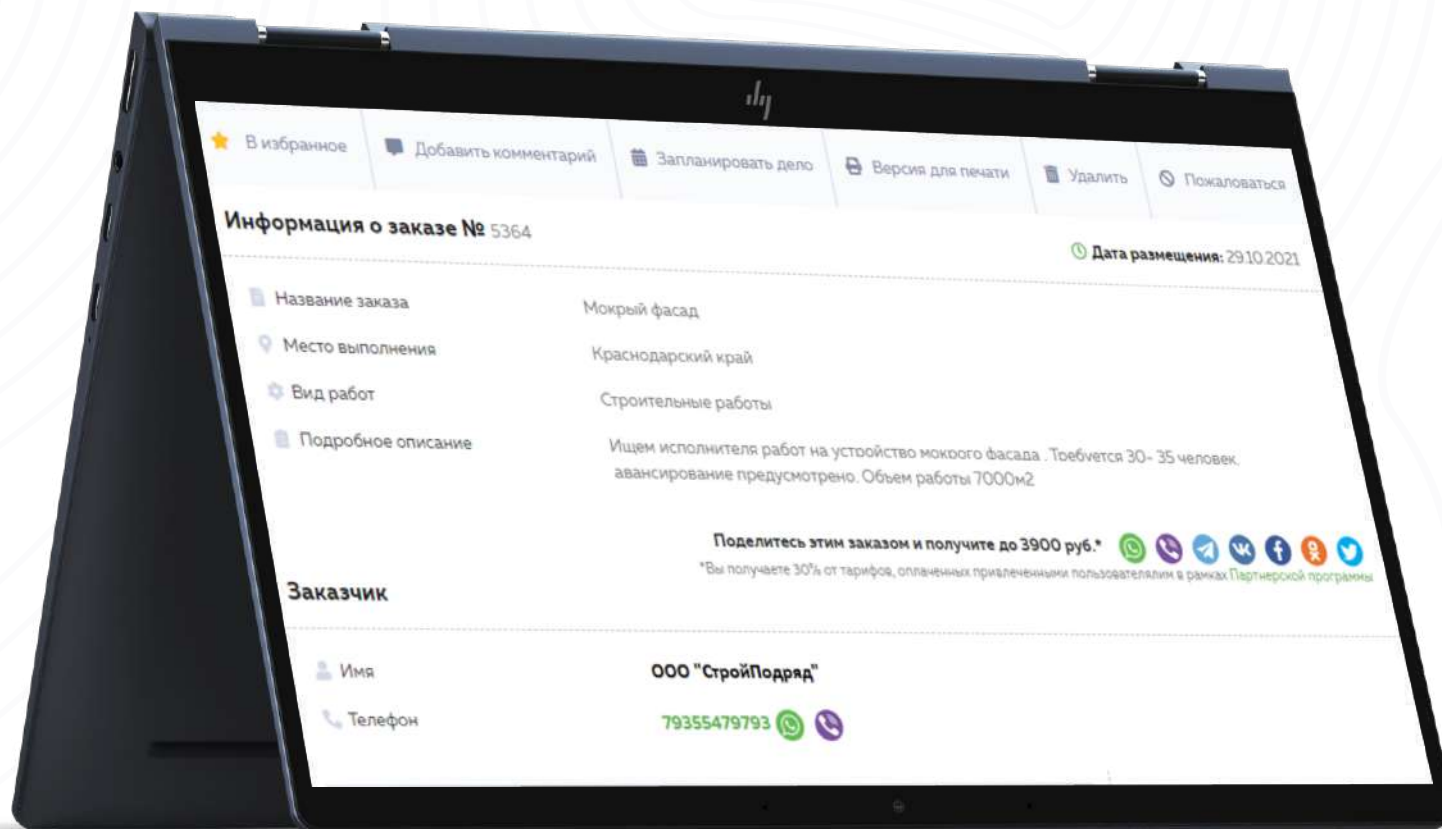 hp
В избранное Добавить комментарий Запланировать дело Версия для печати Удалить Пожаловаться
Информация о заказе № 5364
Дата размещения: 29.10.2021
Название заказа Мокрый фасад
Место выполнения Краснодарский край
Вид работ Строительные работы
Подробное описание Ищем исполнителя работ на устройство мокрого фасада . Требуется 30- 35 человек.
авансирование предусмотрено. Объем работы 7000м2
Поделитесь этим заказом и получите до 3900 руб.*
*Вы получаете 30% от тарифов, оплаченных привлеченными пользователялим в рамках Партнерской программы
Заказчик
Имя ООО "СтройПодряд"
Телефон 79355479793